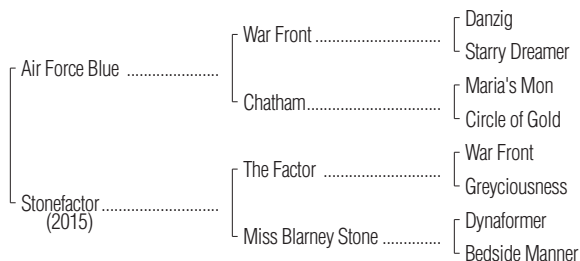 Danzig
War Front
Starry Dreamer
Air Force Blue
Maria's Mon
Chatham
Circle of Gold
War Front
The Factor
Greyciousness
Stonefactor
(2015)
Dynaformer
Miss Blarney Stone
Bedside Manner